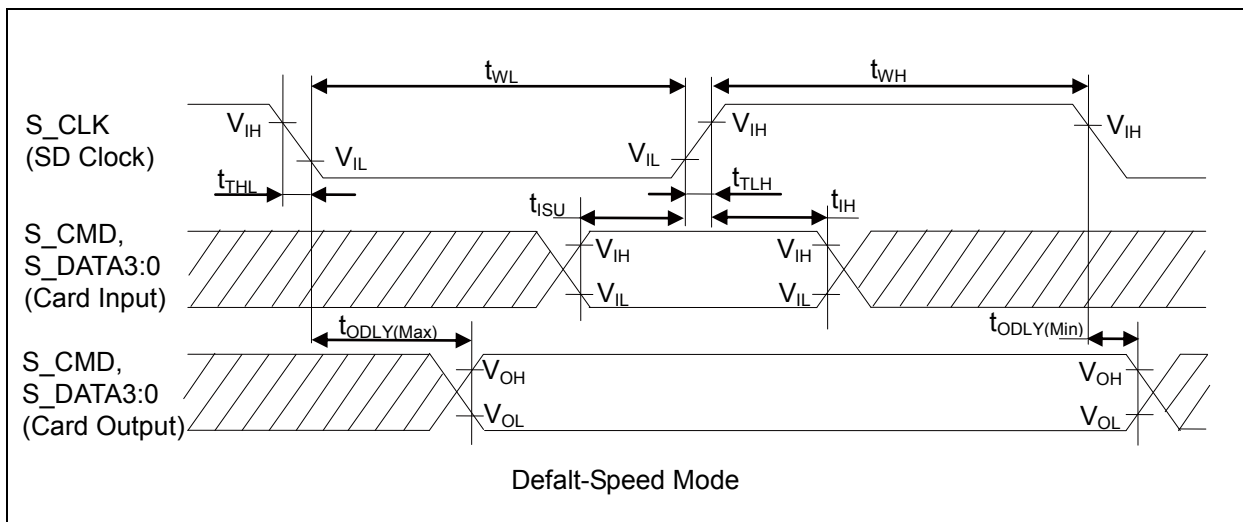 t_WL
t_WH
S_CLK
(SD Clock)
V_IH
V_IL
V_IL
V_IH
V_IH
t_THL
t_TLH
t_ISU
t_IH
S_CMD,
S_DATA3:0
(Card Input)
V_IH
V_IL
V_IH
V_IL
t_ODLY(Max)
t_ODLY(Min)
S_CMD,
S_DATA3:0
(Card Output)
V_OH
V_OL
V_OH
V_OL
Defalt-Speed Mode